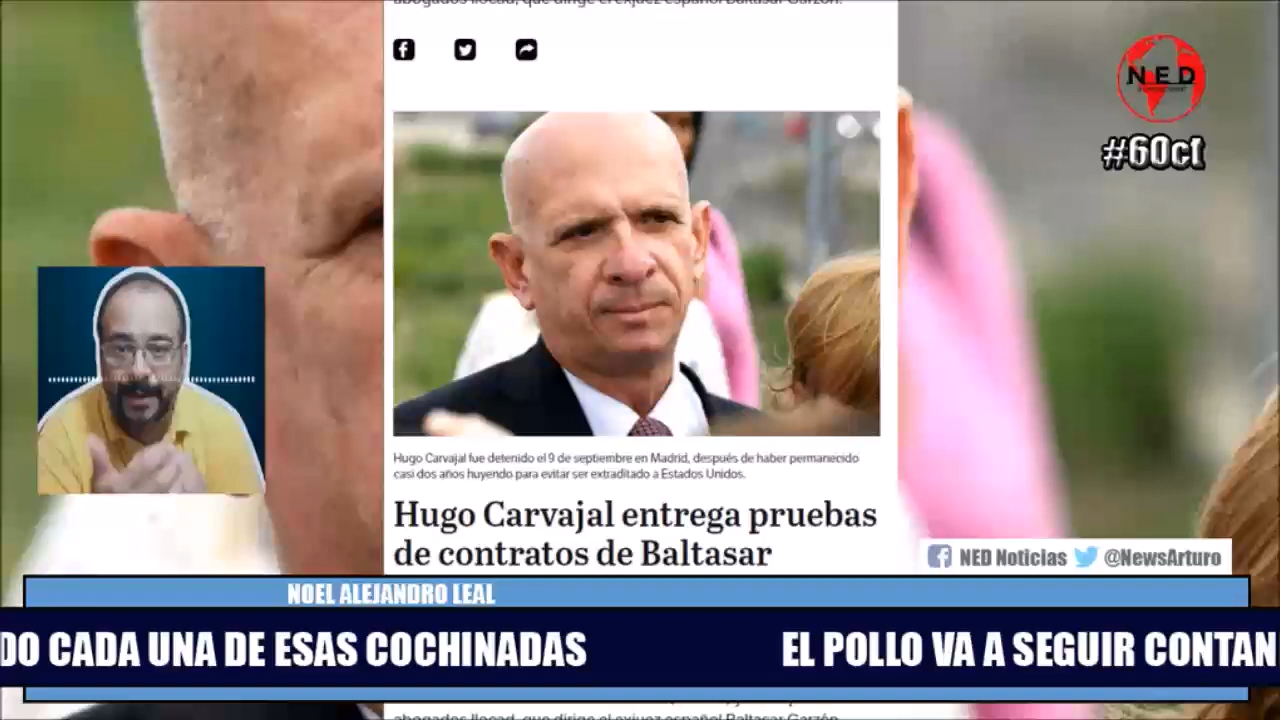 abogados Ilocad, que dirige el exjuez español Baltasar Garzón.
NED
#60ct
Hugo Carvajal fue detenido el 9 de septiembre en Madrid, después de haber permanecido
casi dos años huyendo para evitar ser extraditado a Estados Unidos.
Hugo Carvajal entrega pruebas
de contratos de Baltasar
NED Noticias @NewsArturo
NOEL ALEJANDRO LEAL
DO CADA UNA DE ESAS COCHINADAS EL POLLO VA A SEGUIR CONTAN
abogados Ilocad, que dirige el exjuez español Baltasar Garzón